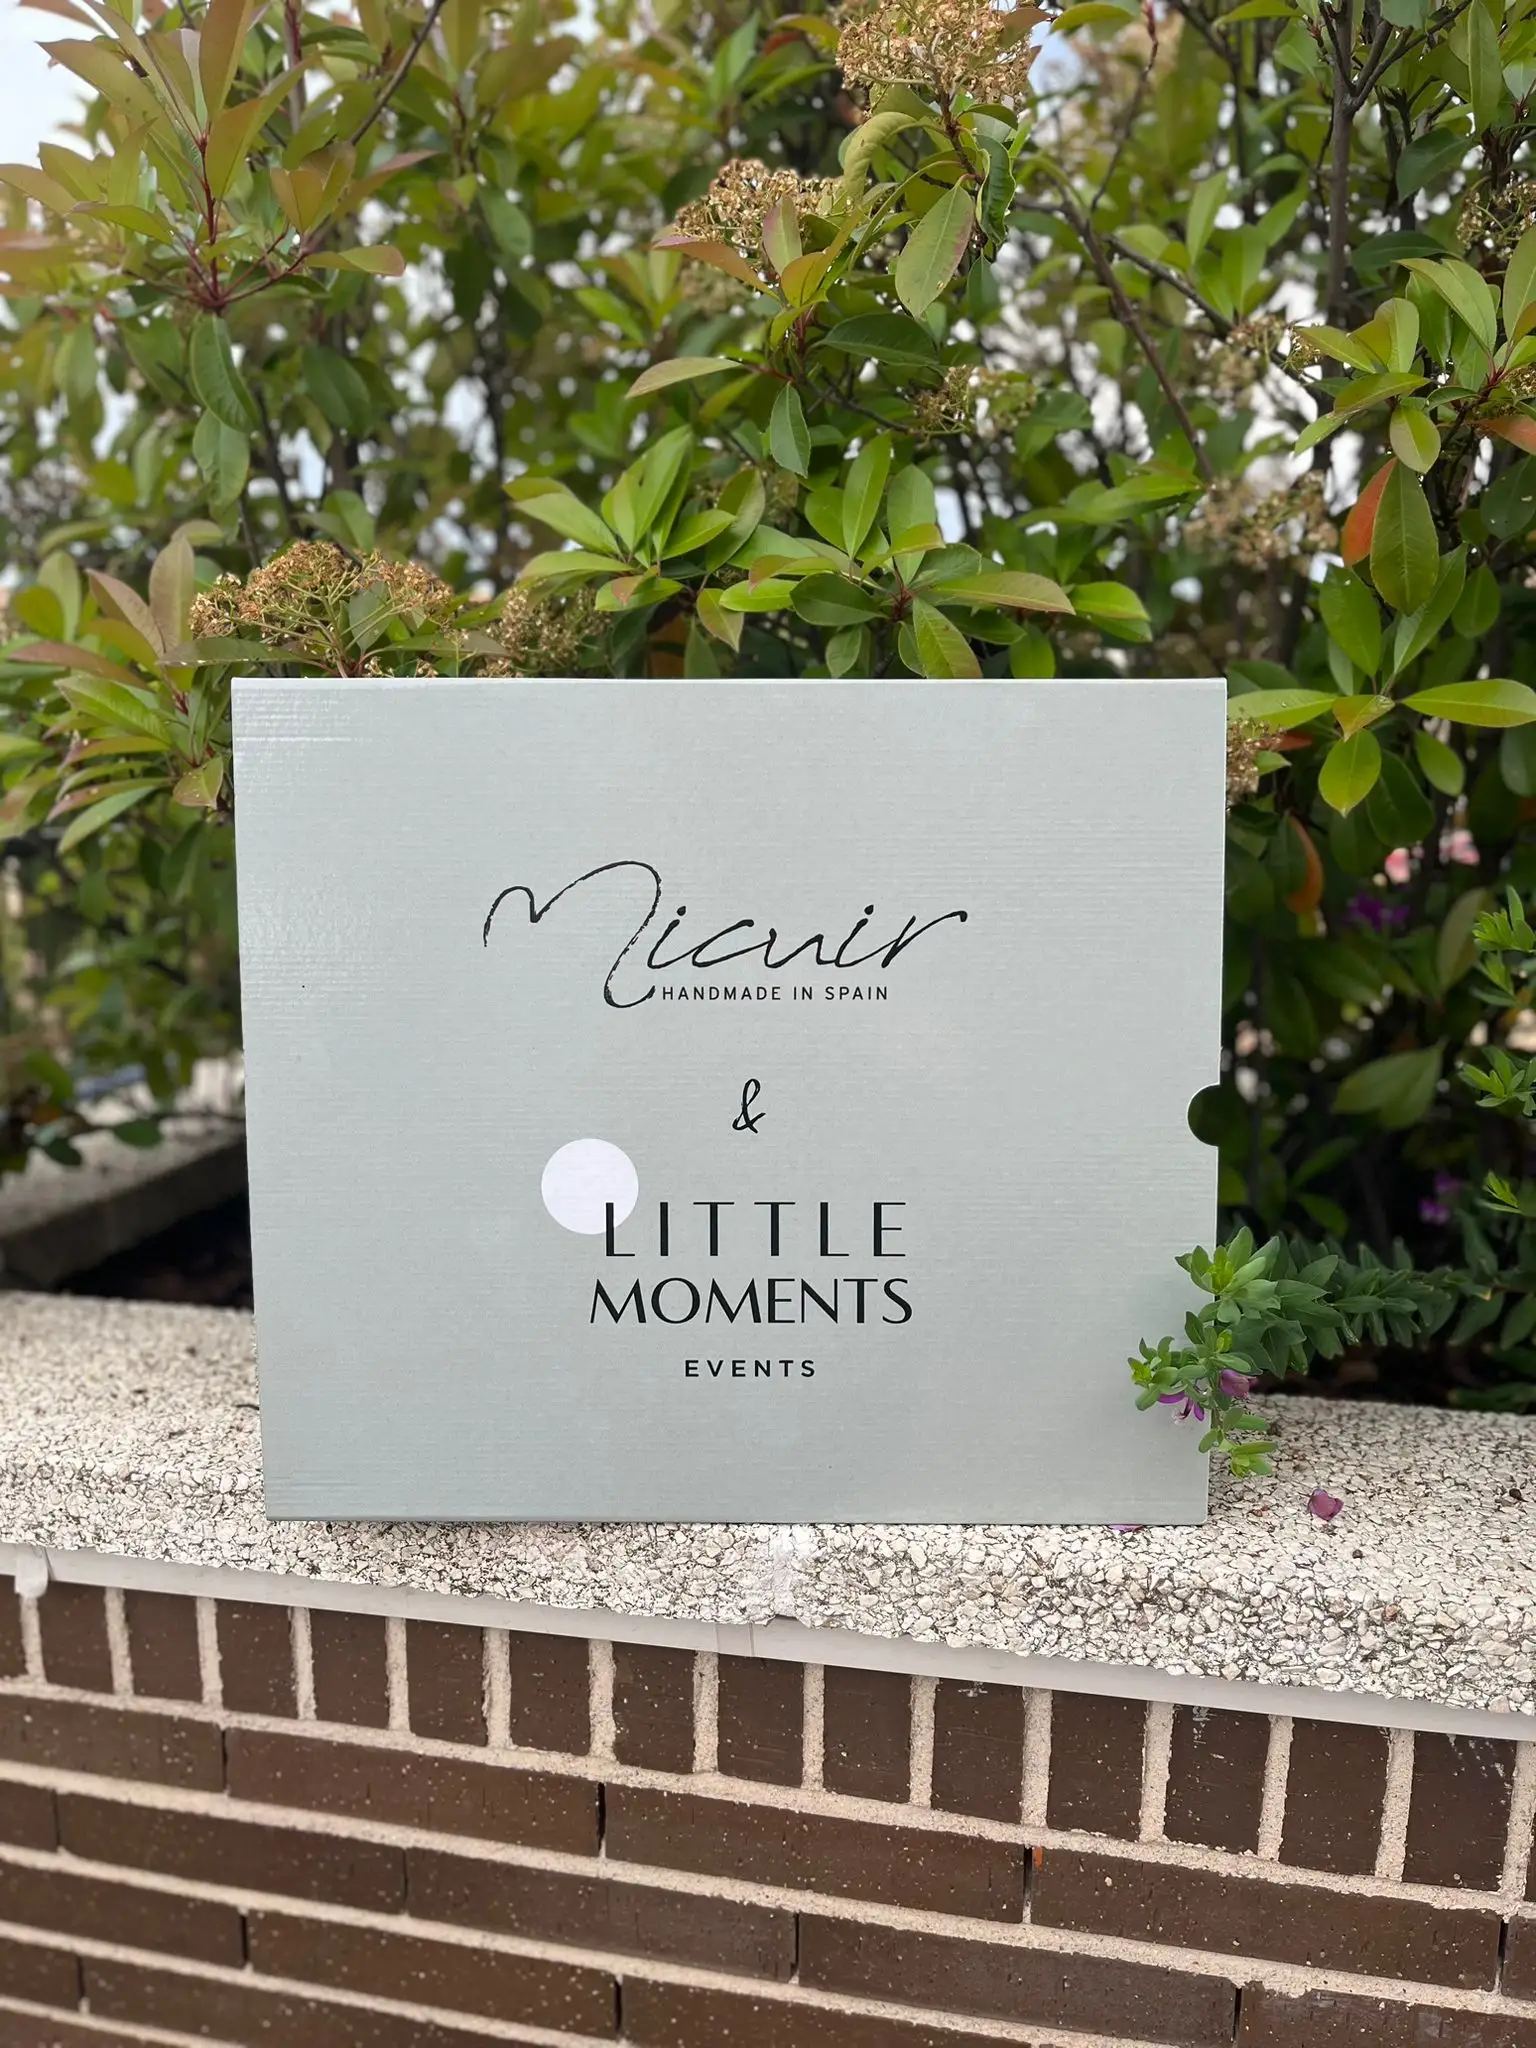 Micuir
HANDMADE IN SPAIN
&
LITTLE
MOMENTS
EVENTS